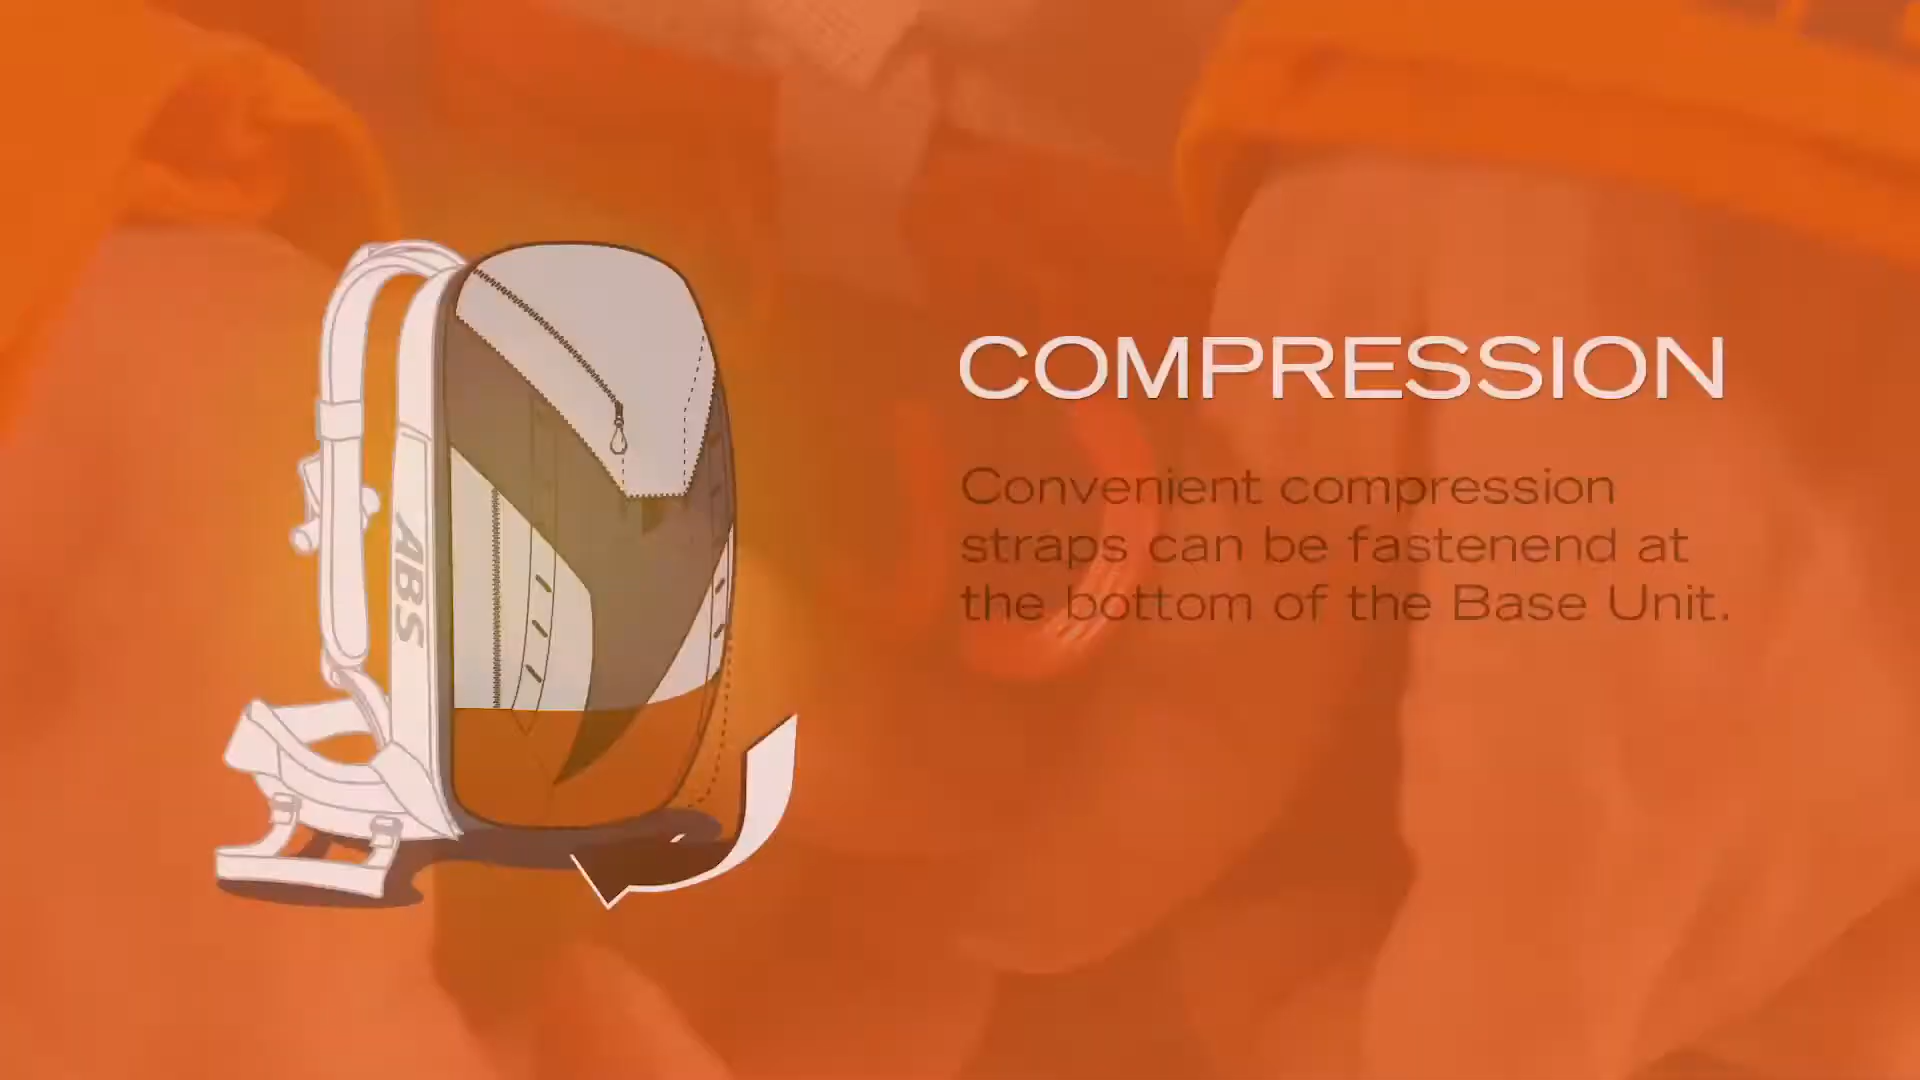 COMPRESSION
Convenient compression
straps can be fastenend at
the bottom of the Base Unit.
ABS